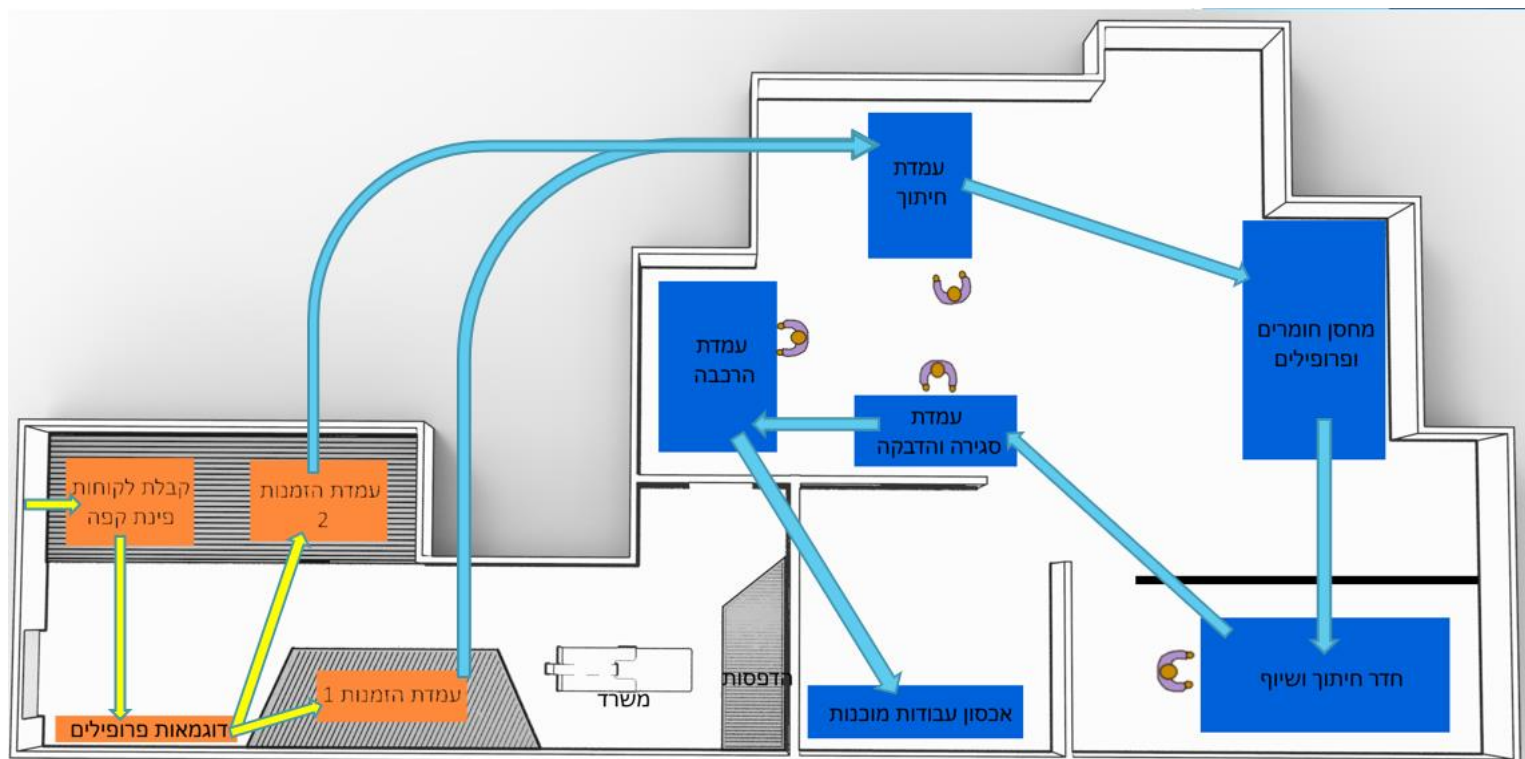 עמדת
חיתוך
מחסן חומרים
ופרופילים
עמדת
הרכבה
עמדת
סגירה והדבקה
קבלת לקוחות
פינת קפה
עמדת הזמנות
2
חדר חיתוך ושיוף
הדפסות
עמדת הזמנות 1
משרד
אכסון עבודות מוכנות
דוגמאות פרופילים